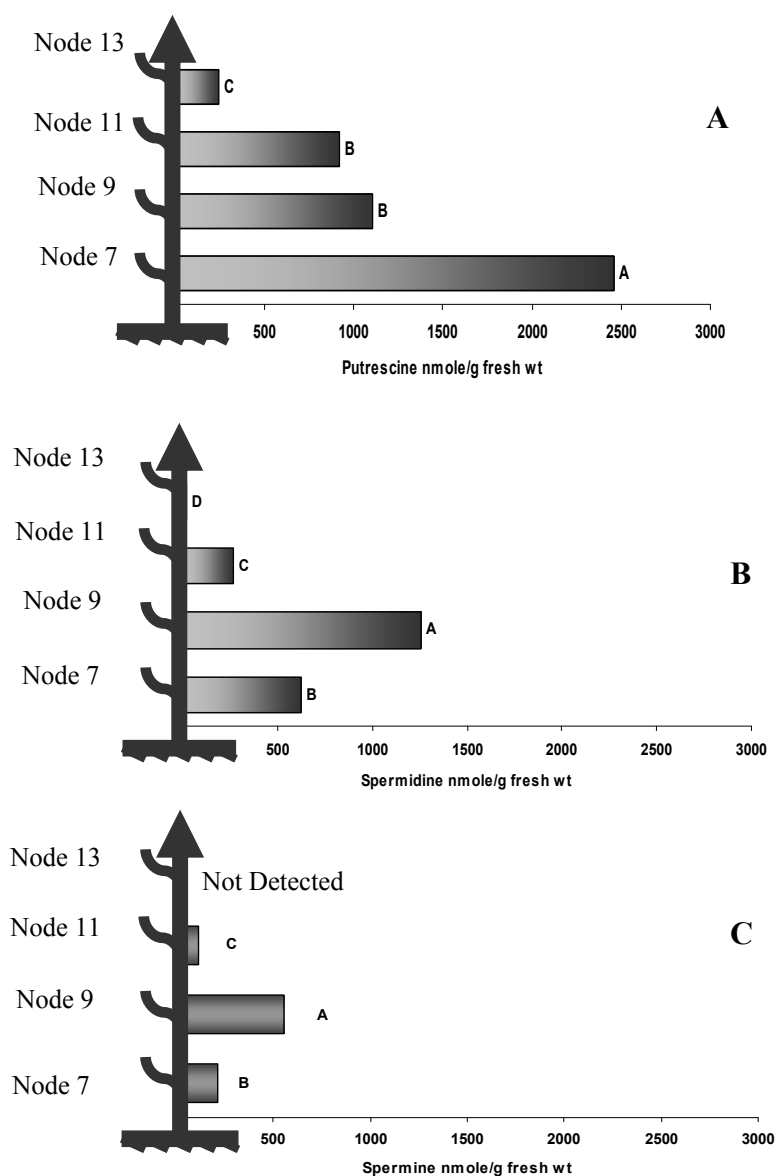 Node 13
C
A
Node 11
B
Node 9
B
Node 7
A
500 1000 1500 2000 2500 3000
Putrescine nmole/g fresh wt
Node 13
D
Node 11
C
B
Node 9
A
Node 7
B
500 1000 1500 2000 2500 3000
Spermidine nmole/g fresh wt
Node 13
Not Detected
Node 11
C
C
Node 9
A
Node 7
B
500 1000 1500 2000 2500 3000
Spermine nmole/g fresh wt